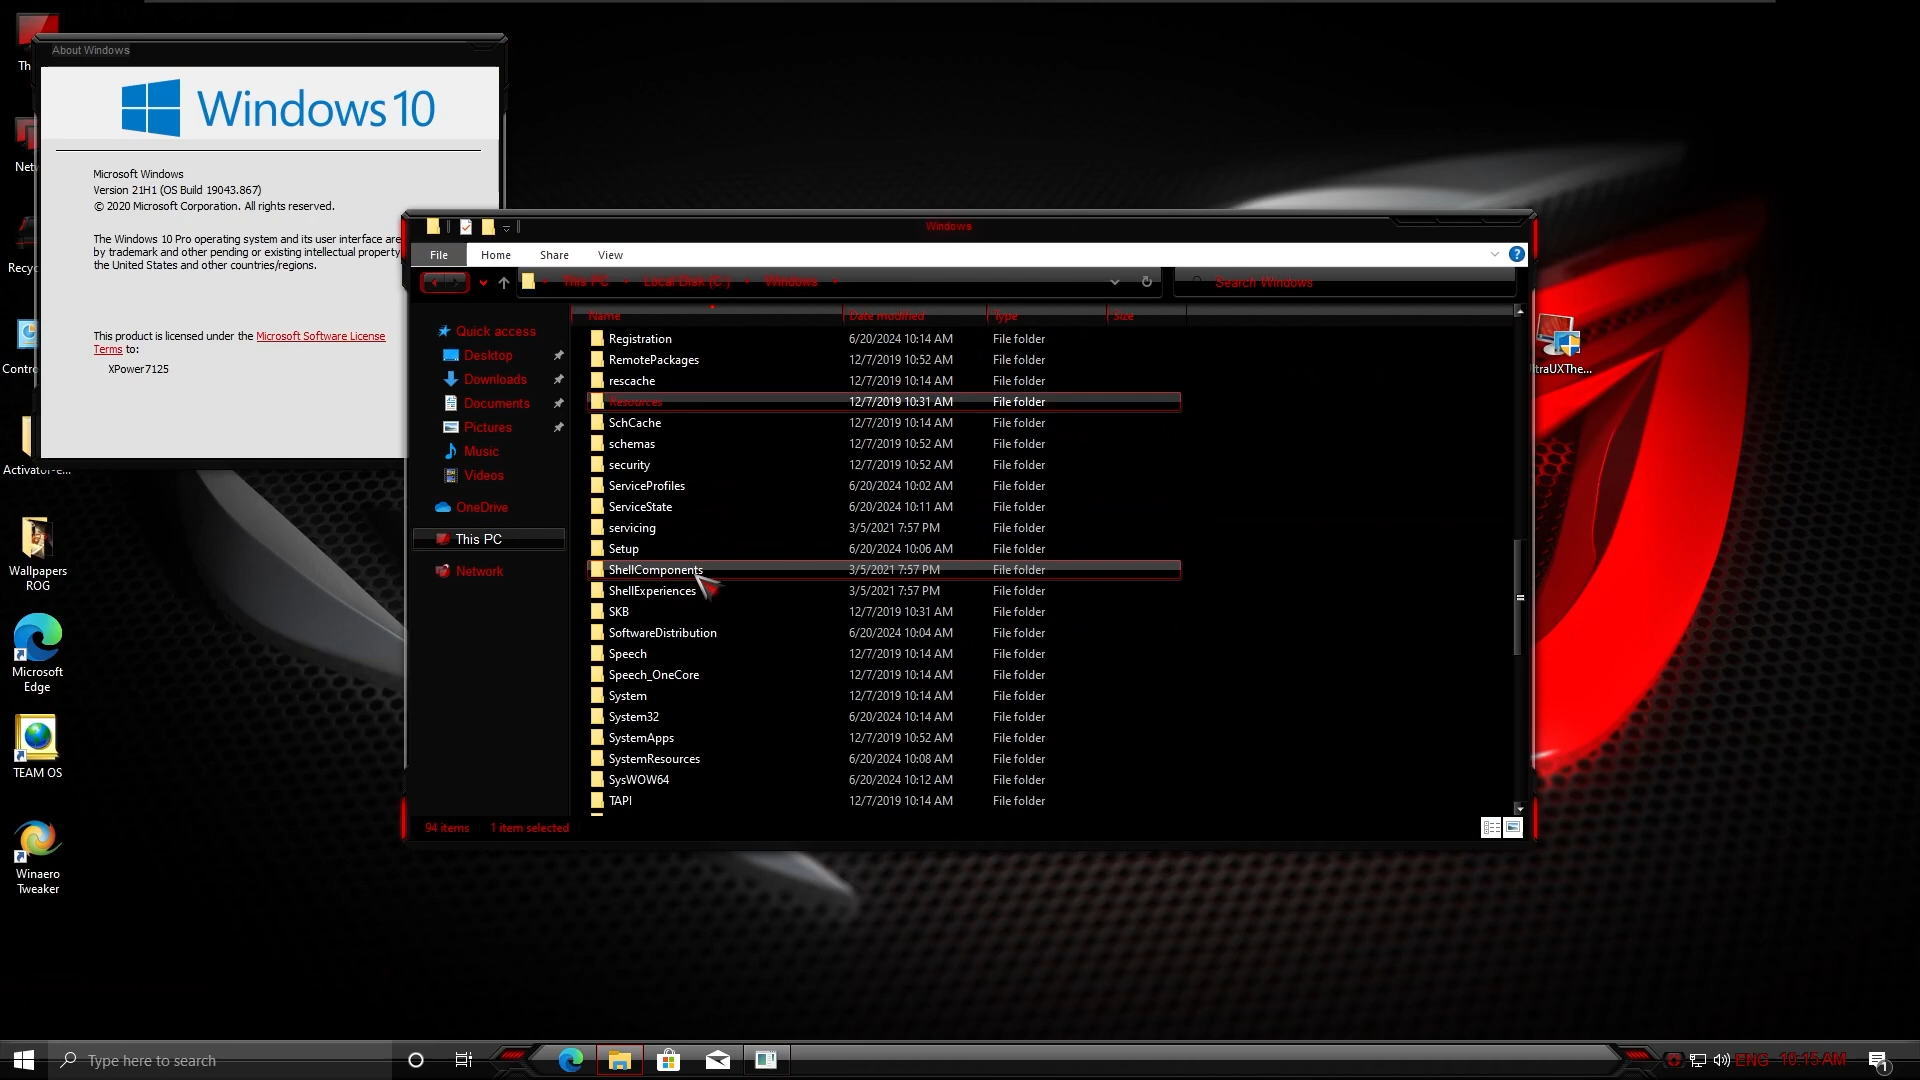 About Windows
Windows 10
Microsoft Windows
Version 21H1 (OS Build 19043.867)
© 2020 Microsoft Corporation. All rights reserved.
The Windows 10 Pro operating system and its user interface are
by trademark and other pending or existing intellectual property
the United States and other countries/regions.
This product is licensed under the Microsoft Software License
Terms to:
XPower7125
Th
Net
Recyc
Contro
Activator-e...
Wallpapers
ROG
Microsoft
Edge
TEAM OS
Winaero
Tweaker
traUXThe...
Windows
File Home Share View
This PC Local Disk (C:) Windows
Search Windows
Quick access
Desktop
Downloads
Documents
Pictures
Music
Videos
OneDrive
This PC
Network
Name Date modified Type Size
Registration 6/20/2024 10:14 AM File folder
RemotePackages 12/7/2019 10:52 AM File folder
rescache 12/7/2019 10:14 AM File folder
Resources 12/7/2019 10:31 AM File folder
SchCache 12/7/2019 10:14 AM File folder
schemas 12/7/2019 10:52 AM File folder
security 12/7/2019 10:52 AM File folder
ServiceProfiles 6/20/2024 10:02 AM File folder
ServiceState 6/20/2024 10:11 AM File folder
servicing 3/5/2021 7:57 PM File folder
Setup 6/20/2024 10:06 AM File folder
ShellComponents 3/5/2021 7:57 PM File folder
ShellExperiences 3/5/2021 7:57 PM File folder
SKB 12/7/2019 10:31 AM File folder
SoftwareDistribution 6/20/2024 10:04 AM File folder
Speech 12/7/2019 10:14 AM File folder
Speech_OneCore 12/7/2019 10:14 AM File folder
System 12/7/2019 10:14 AM File folder
System32 6/20/2024 10:14 AM File folder
SystemApps 12/7/2019 10:52 AM File folder
SystemResources 6/20/2024 10:08 AM File folder
SysWOW64 6/20/2024 10:12 AM File folder
TAPI 12/7/2019 10:14 AM File folder
94 items 1 item selected
Type here to search
ENG 10:15 AM
1